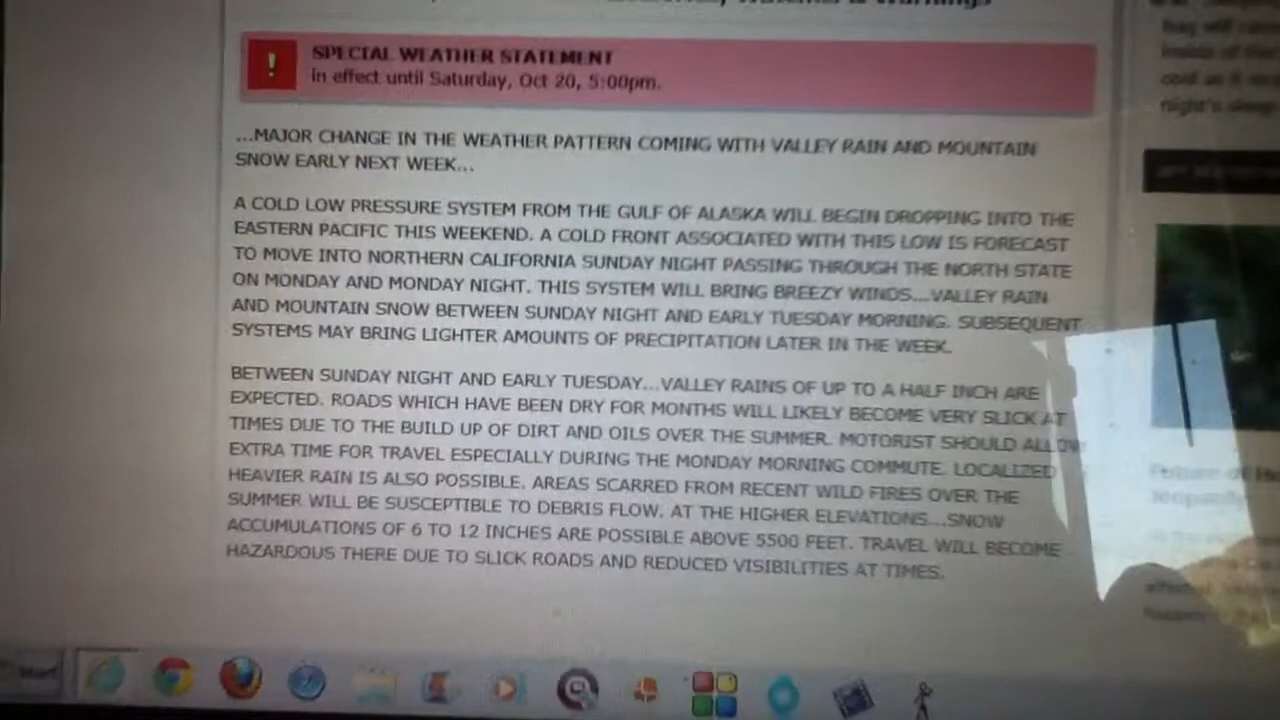 SPECIAL WEATHER STATEMENT
in effect until Saturday, Oct 20, 5:00pm.
...MAJOR CHANGE IN THE WEATHER PATTERN COMING WITH VALLEY RAIN AND MOUNTAIN
SNOW EARLY NEXT WEEK...
A COLD LOW PRESSURE SYSTEM FROM THE GULF OF ALASKA WILL BEGIN DROPPING INTO THE
EASTERN PACIFIC THIS WEEKEND. A COLD FRONT ASSOCIATED WITH THIS LOW IS FORECAST
TO MOVE INTO NORTHERN CALIFORNIA SUNDAY NIGHT PASSING THROUGH THE NORTH STATE
ON MONDAY AND MONDAY NIGHT. THIS SYSTEM WILL BRING BREEZY WINDS...VALLEY RAIN
AND MOUNTAIN SNOW BETWEEN SUNDAY NIGHT AND EARLY TUESDAY MORNING. SUBSEQUENT
SYSTEMS MAY BRING LIGHTER AMOUNTS OF PRECIPITATION LATER IN THE WEEK.
BETWEEN SUNDAY NIGHT AND EARLY TUESDAY...VALLEY RAINS OF UP TO A HALF INCH ARE
EXPECTED. ROADS WHICH HAVE BEEN DRY FOR MONTHS WILL LIKELY BECOME VERY SLICK AT
TIMES DUE TO THE BUILD UP OF DIRT AND OILS OVER THE SUMMER. MOTORIST SHOULD ALLOW
EXTRA TIME FOR TRAVEL ESPECIALLY DURING THE MONDAY MORNING COMMUTE. LOCALIZED
HEAVIER RAIN IS ALSO POSSIBLE. AREAS SCARRED FROM RECENT WILD FIRES OVER THE
SUMMER WILL BE SUSCEPTIBLE TO DEBRIS FLOW. AT THE HIGHER ELEVATIONS...SNOW
ACCUMULATIONS OF 6 TO 12 INCHES ARE POSSIBLE ABOVE 5500 FEET. TRAVEL WILL BECOME
HAZARDOUS THERE DUE TO SLICK ROADS AND REDUCED VISIBILITIES AT TIMES.